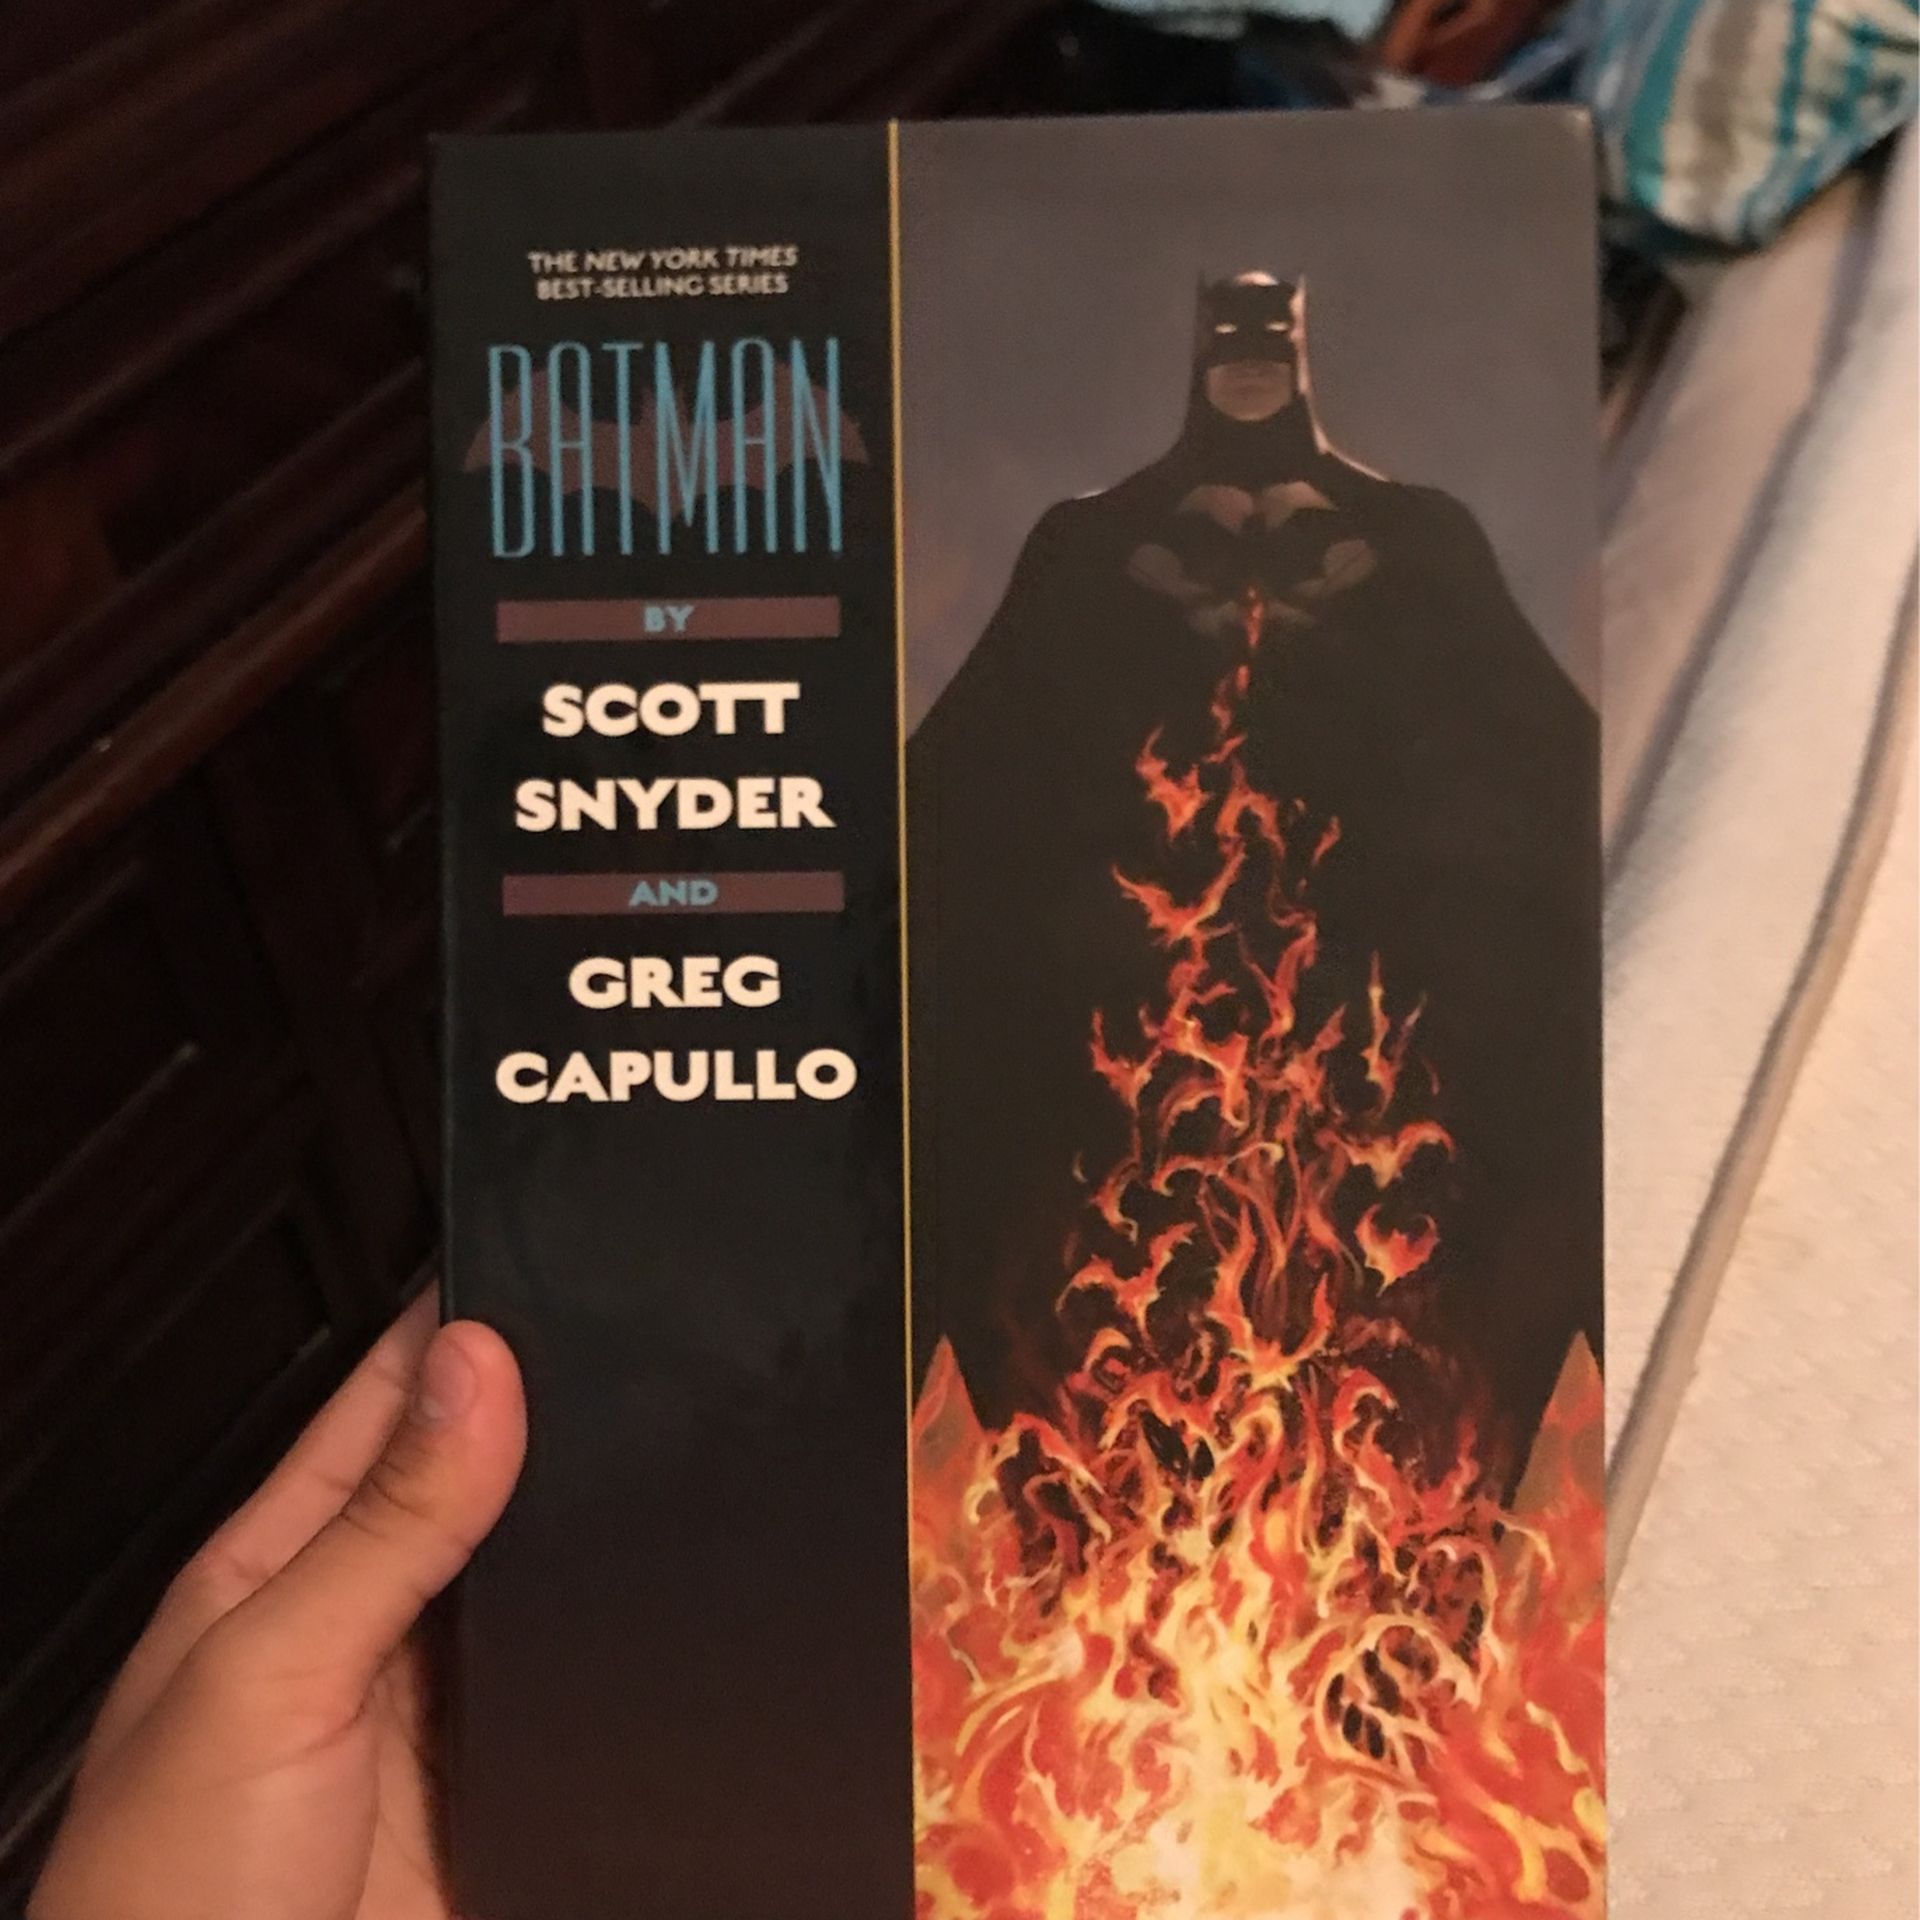 THE NEW YORK TIMES
BEST-SELLING SERIES
BATMAN
BY
SCOTT
SNYDER
AND
GREG
CAPULLO